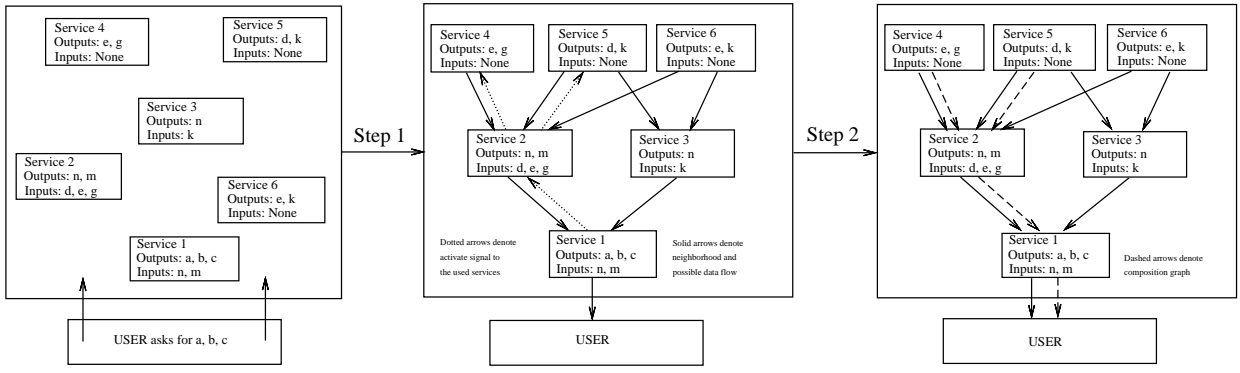 Service 4
Outputs: e, g
Inputs: None
Service 5
Outputs: d, k
Inputs: None
Service 3
Outputs: n
Inputs: k
Service 2
Outputs: n, m
Inputs: d, e, g
Service 6
Outputs: e, k
Inputs: None
Service 1
Outputs: a, b, c
Inputs: n, m
USER asks for a, b, c
Step 1
Service 4
Outputs: e, g
Inputs: None
Service 5
Outputs: d, k
Inputs: None
Service 6
Outputs: e, k
Inputs: None
Service 2
Outputs: n, m
Inputs: d, e, g
Service 3
Outputs: n
Inputs: k
Dotted arrows denote
activate signal to
the used services
Service 1
Outputs: a, b, c
Inputs: n, m
Solid arrows denote
neighborhood and
possible data flow
USER
Step 2
Service 4
Outputs: e, g
Inputs: None
Service 5
Outputs: d, k
Inputs: None
Service 6
Outputs: e, k
Inputs: None
Service 2
Outputs: n, m
Inputs: d, e, g
Service 3
Outputs: n
Inputs: k
Service 1
Outputs: a, b, c
Inputs: n, m
Dashed arrows denote
composition graph
USER